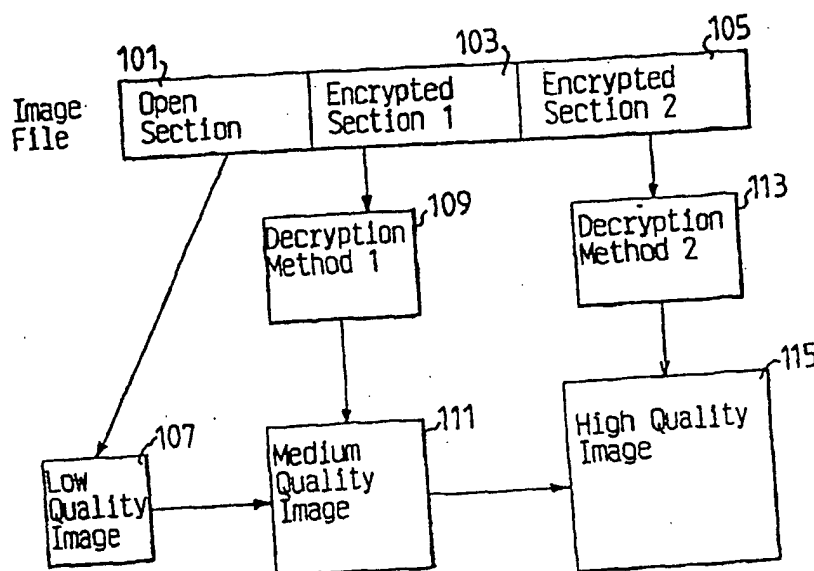 101
103
105
Image
File
Open
Section
Encrypted
Section 1
Encrypted
Section 2
109
Decryption
Method 1
113
Decryption
Method 2
107
Low
Quality
Image
111
Medium
Quality
Image
115
High Quality
Image